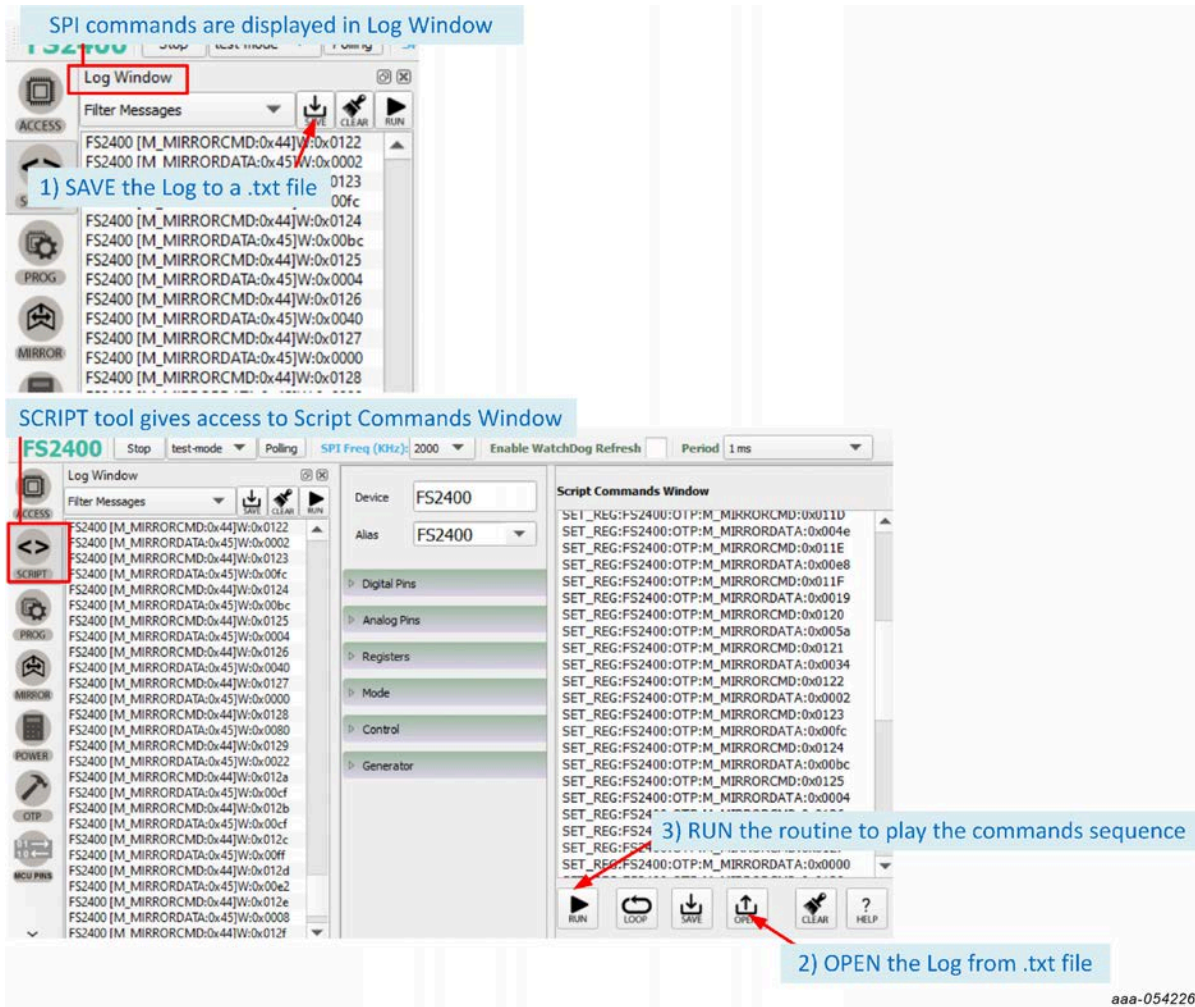 SPI commands are displayed in Log Window
Log Window
Filter Messages
SAVE
CLEAR
RUN
ACCESS
FS2400 [M_MIRRORCMD:0x44]W:0x0122
FS2400 [M_MIRRORDATA:0x45]W:0x0002
0123
1) SAVE the Log to a .txt file
00fc
FS2400 [M_MIRRORCMD:0x44]W:0x0124
FS2400 [M_MIRRORDATA:0x45]W:0x00bc
FS2400 [M_MIRRORCMD:0x44]W:0x0125
PROG
FS2400 [M_MIRRORDATA:0x45]W:0x0004
FS2400 [M_MIRRORCMD:0x44]W:0x0126
FS2400 [M_MIRRORDATA:0x45]W:0x0040
FS2400 [M_MIRRORCMD:0x44]W:0x0127
MIRROR
FS2400 [M_MIRRORDATA:0x45]W:0x0000
FS2400 [M_MIRRORCMD:0x44]W:0x0128
SCRIPT tool gives access to Script Commands Window
FS2400 Stop test-mode Polling SPI Freq (KHz): 2000 Enable WatchDog Refresh Period 1 ms
ACCESS
SCRIPT
PROG
MIRROR
POWER
OTP
MCU PINS
Log Window
Filter Messages
SAVE CLEAR RUN
FS2400 [M_MIRRORCMD:0x44]W:0x0122
FS2400 [M_MIRRORDATA:0x45]W:0x0002
FS2400 [M_MIRRORCMD:0x44]W:0x0123
FS2400 [M_MIRRORDATA:0x45]W:0x00fc
FS2400 [M_MIRRORCMD:0x44]W:0x0124
FS2400 [M_MIRRORDATA:0x45]W:0x00bc
FS2400 [M_MIRRORCMD:0x44]W:0x0125
FS2400 [M_MIRRORDATA:0x45]W:0x0004
FS2400 [M_MIRRORCMD:0x44]W:0x0126
FS2400 [M_MIRRORDATA:0x45]W:0x0040
FS2400 [M_MIRRORCMD:0x44]W:0x0127
FS2400 [M_MIRRORDATA:0x45]W:0x0000
FS2400 [M_MIRRORCMD:0x44]W:0x0128
FS2400 [M_MIRRORDATA:0x45]W:0x0080
FS2400 [M_MIRRORCMD:0x44]W:0x0129
FS2400 [M_MIRRORDATA:0x45]W:0x0022
FS2400 [M_MIRRORCMD:0x44]W:0x012a
FS2400 [M_MIRRORDATA:0x45]W:0x00cf
FS2400 [M_MIRRORCMD:0x44]W:0x012b
FS2400 [M_MIRRORDATA:0x45]W:0x00cf
FS2400 [M_MIRRORCMD:0x44]W:0x012c
FS2400 [M_MIRRORDATA:0x45]W:0x00ff
FS2400 [M_MIRRORCMD:0x44]W:0x012d
FS2400 [M_MIRRORDATA:0x45]W:0x00e2
FS2400 [M_MIRRORCMD:0x44]W:0x012e
FS2400 [M_MIRRORDATA:0x45]W:0x0008
FS2400 [M_MIRRORCMD:0x44]W:0x012f
Device FS2400
Alias FS2400
Digital Pins
Analog Pins
Registers
Mode
Control
Generator
Script Commands Window
SET_REG:FS2400:OTP:M_MIRRORCMD:0x011D
SET_REG:FS2400:OTP:M_MIRRORDATA:0x004e
SET_REG:FS2400:OTP:M_MIRRORCMD:0x011E
SET_REG:FS2400:OTP:M_MIRRORDATA:0x00e8
SET_REG:FS2400:OTP:M_MIRRORCMD:0x011F
SET_REG:FS2400:OTP:M_MIRRORDATA:0x0019
SET_REG:FS2400:OTP:M_MIRRORCMD:0x0120
SET_REG:FS2400:OTP:M_MIRRORDATA:0x005a
SET_REG:FS2400:OTP:M_MIRRORCMD:0x0121
SET_REG:FS2400:OTP:M_MIRRORDATA:0x0034
SET_REG:FS2400:OTP:M_MIRRORCMD:0x0122
SET_REG:FS2400:OTP:M_MIRRORDATA:0x0002
SET_REG:FS2400:OTP:M_MIRRORCMD:0x0123
SET_REG:FS2400:OTP:M_MIRRORDATA:0x00fc
SET_REG:FS2400:OTP:M_MIRRORCMD:0x0124
SET_REG:FS2400:OTP:M_MIRRORDATA:0x00bc
SET_REG:FS2400:OTP:M_MIRRORCMD:0x0125
SET_REG:FS2400:OTP:M_MIRRORDATA:0x0004
3) RUN the routine to play the commands sequence
SET_REG:FS2400:OTP:M_MIRRORDATA:0x0000
RUN LOOP SAVE OPEN CLEAR HELP
2) OPEN the Log from .txt file
aaa-054226